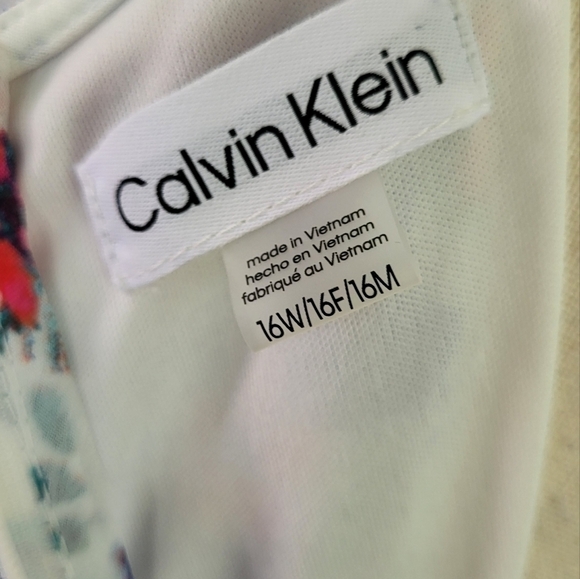 Calvin Klein
made in Vietnam
hecho en Vietnam
fabriqué au Vietnam
16W/16F/16M